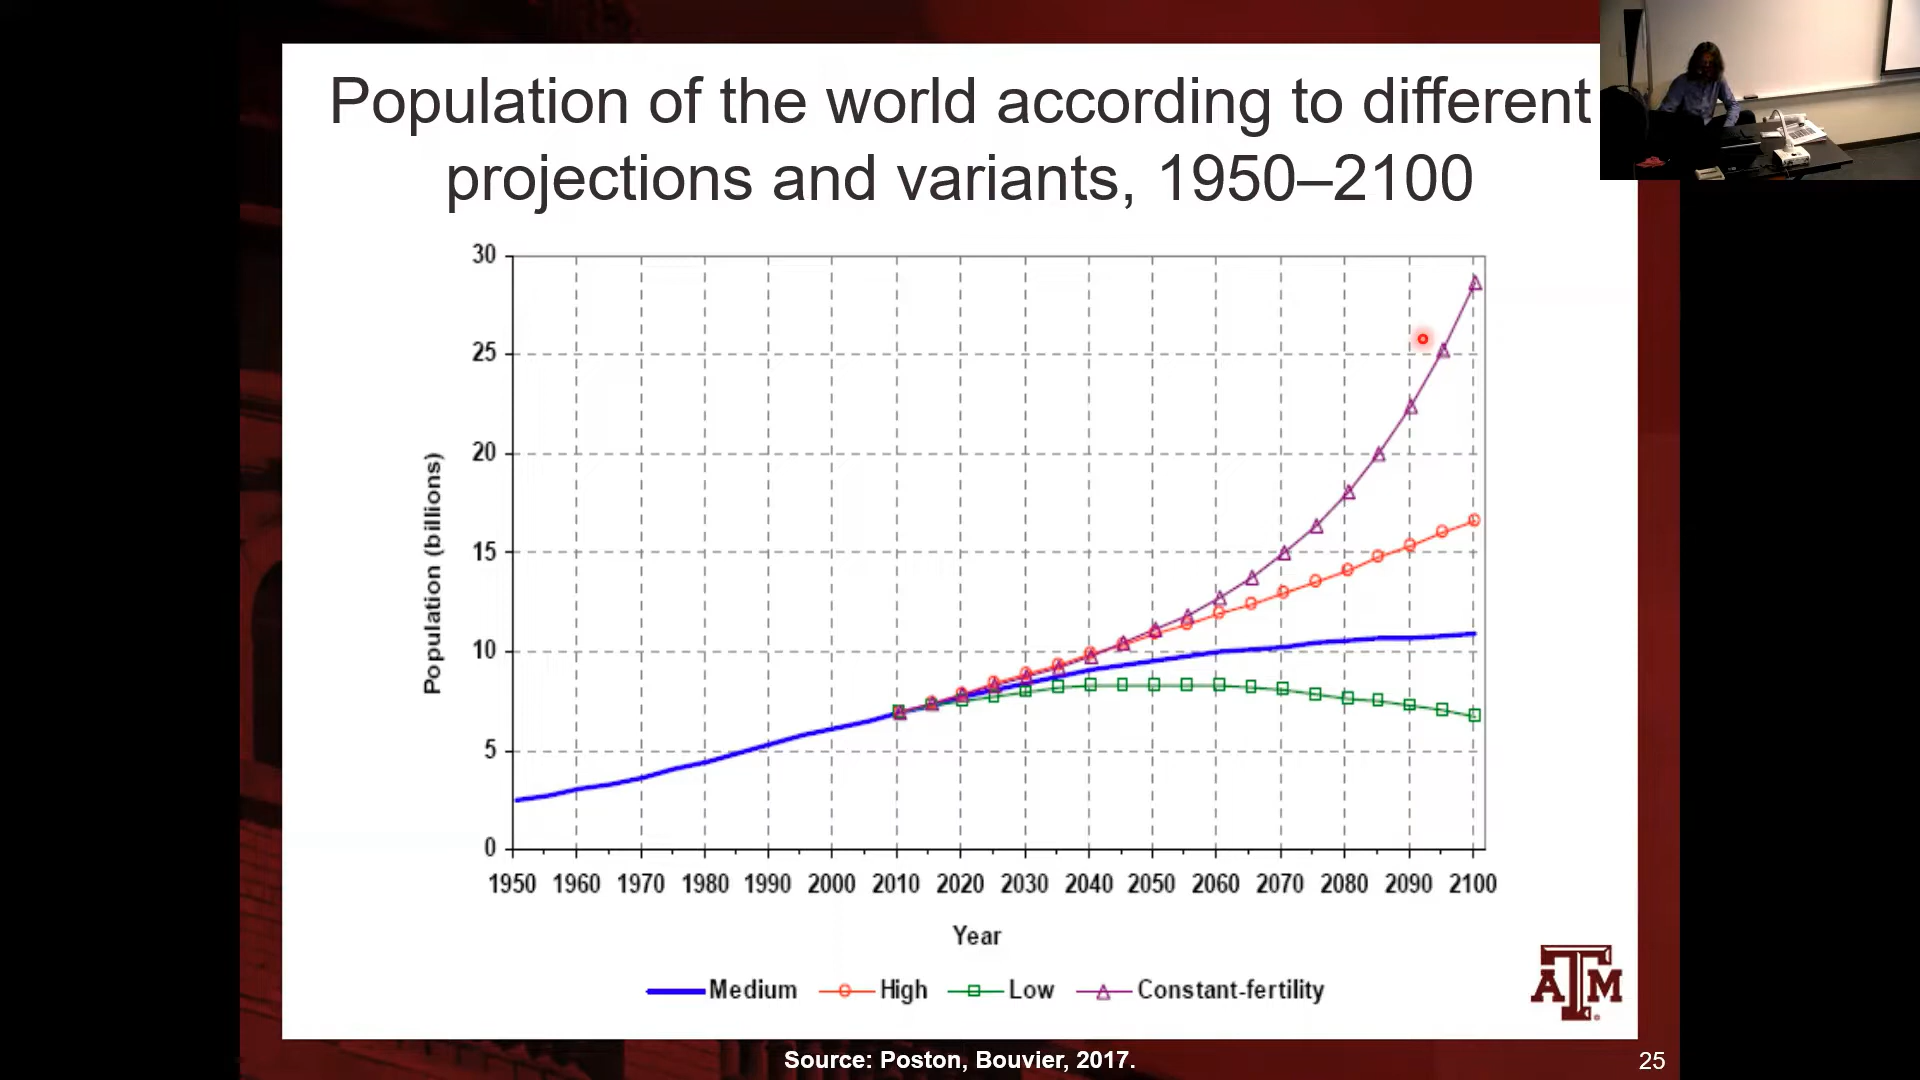 Population of the world according to different
projections and variants, 1950–2100
30
25
20
15
10
5
0
Population (billions)
1950 1960 1970 1980 1990 2000 2010 2020 2030 2040 2050 2060 2070 2080 2090 2100
Year
Medium High Low Constant-fertility
ATM
Source: Poston, Bouvier, 2017.
25